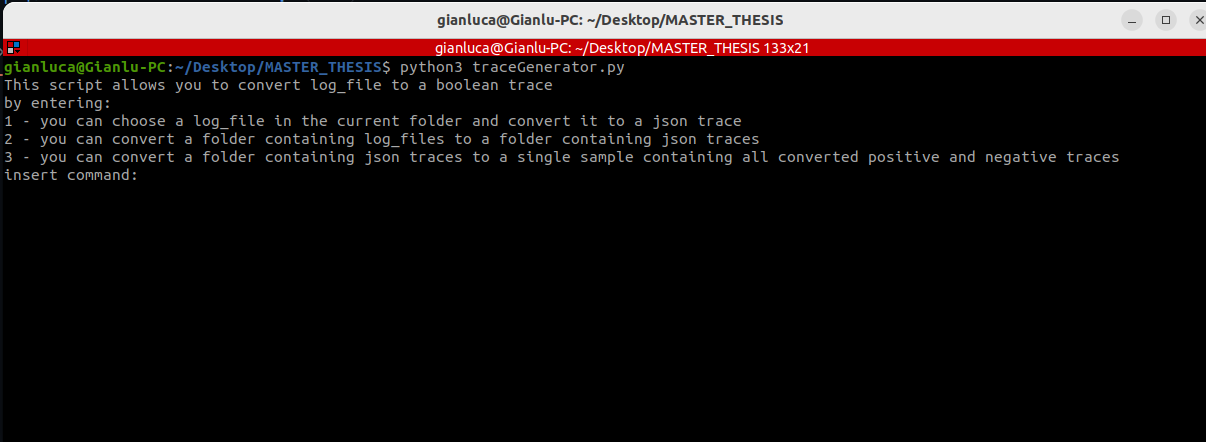 gianluca@Gianlu-PC: ~/Desktop/MASTER_THESIS
gianluca@Gianlu-PC: ~/Desktop/MASTER_THESIS 133x21
gianluca@Gianlu-PC:~/Desktop/MASTER_THESIS$ python3 traceGenerator.py
This script allows you to convert log_file to a boolean trace
by entering:
1 - you can choose a log_file in the current folder and convert it to a json trace
2 - you can convert a folder containing log_files to a folder containing json traces
3 - you can convert a folder containing json traces to a single sample containing all converted positive and negative traces
insert command: